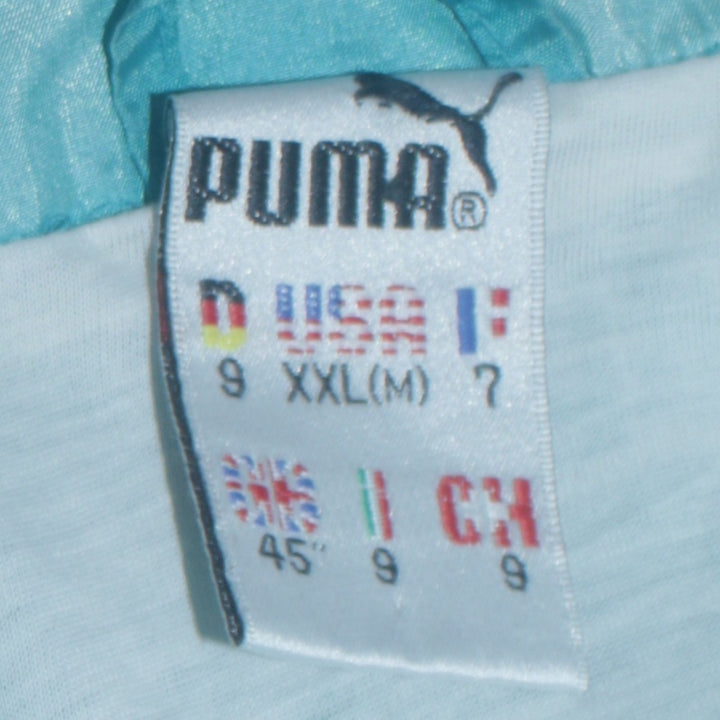 PUMA®
D USA F
9 XXL(M) 7
GB I CH
45" 9 9